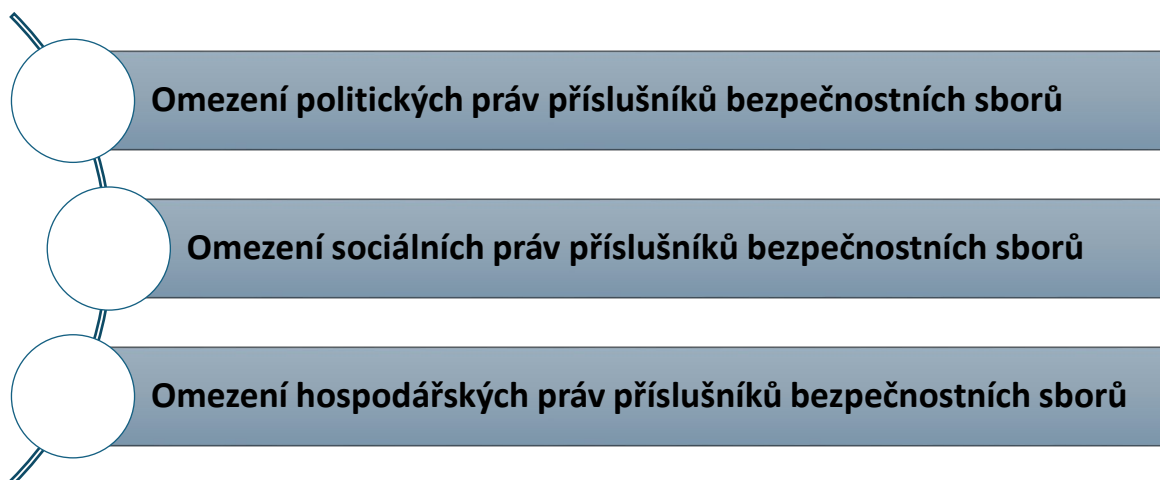 Omezení politických práv příslušníků bezpečnostních sborů
Omezení sociálních práv příslušníků bezpečnostních sborů
Omezení hospodářských práv příslušníků bezpečnostních sborů